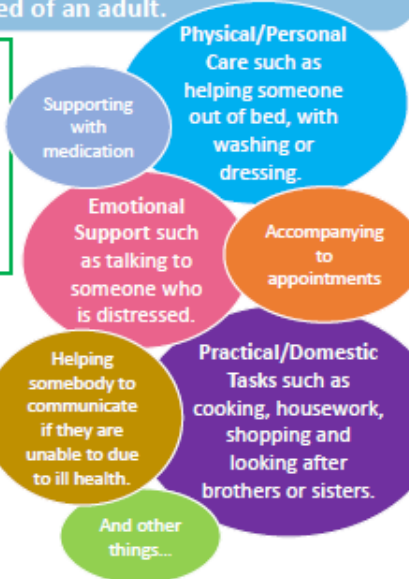 ed of an adult.
Physical/Personal
Care such as
helping someone
out of bed, with
washing or
dressing.
Supporting
with
medication
Emotional
Support such
as talking to
someone who
is distressed.
Accompanying
to
appointments
Helping
somebody to
communicate
if they are
unable to due
to ill health.
Practical/Domestic
Tasks such as
cooking, housework,
shopping and
looking after
brothers or sisters.
And other
things...